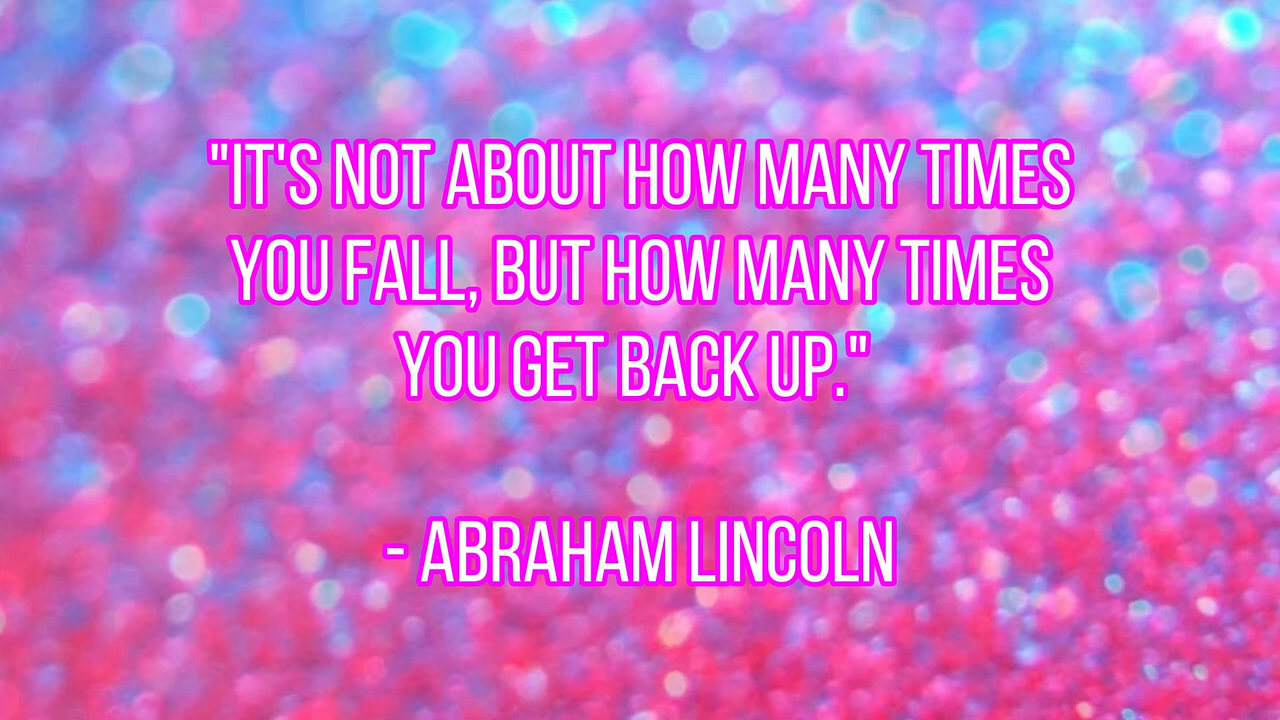 "IT'S NOT ABOUT HOW MANY TIMES
YOU FALL, BUT HOW MANY TIMES
YOU GET BACK UP."
- ABRAHAM LINCOLN